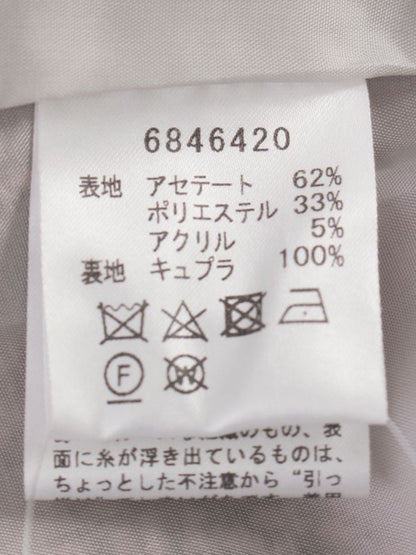 6846420
表地 アセテート 62%
ポリエステル 33%
アクリル 5%
裏地 キュプラ 100%
F
W
面に糸が浮き出ているものは、
ちょっとした不注意から“引っ